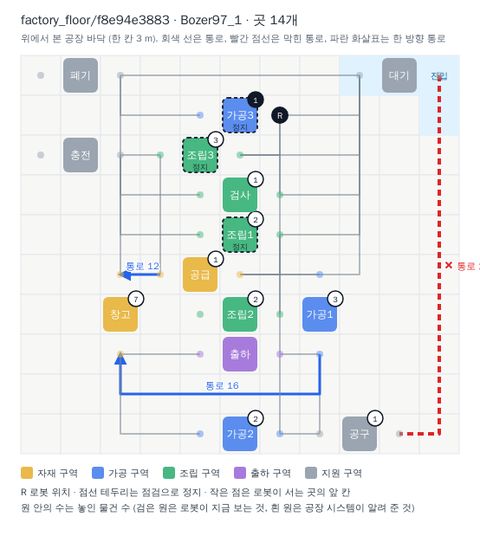 factory_floor/f8e94e3883 · Bozer97_1 · 곳 14개
위에서 본 공장 바닥 (한 칸 3 m). 회색 선은 통로, 빨간 점선은 막힌 통로, 파란 화살표는 한 방향 통로
폐기
대기
진입
1
가공3
정지
R
충전
3
조립3
정지
1
검사
2
조립1
정지
통로 12
1
공급
✕ 통로
7
창고
2
조립2
3
가공1
출하
통로 16
2
가공2
1
공구
자재 구역 가공 구역 조립 구역 출하 구역 지원 구역
R 로봇 위치 · 점선 테두리는 점검으로 정지 · 작은 점은 로봇이 서는 곳의 앞 칸
원 안의 수는 놓인 물건 수 (검은 원은 로봇이 지금 보는 것, 흰 원은 공장 시스템이 알려 준 것)